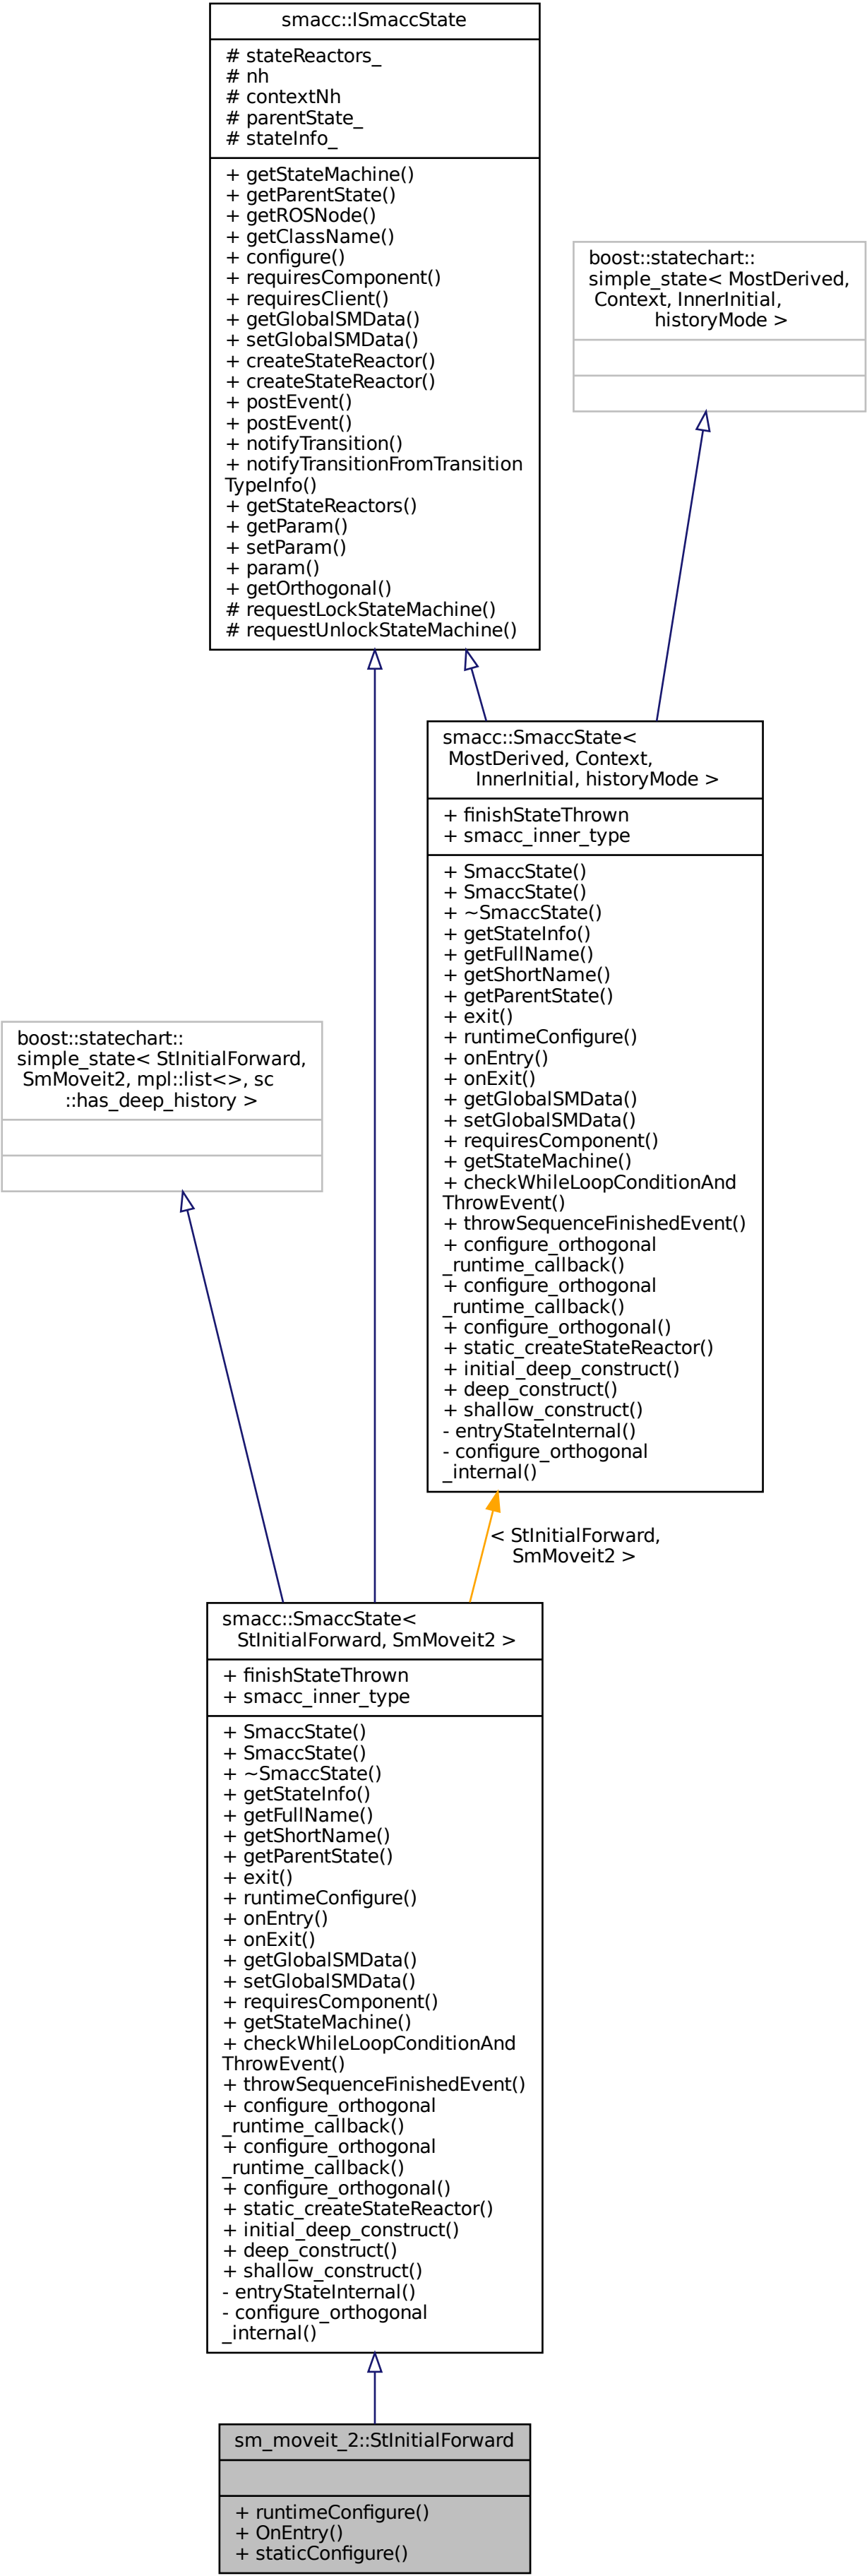 smacc::ISmaccState
# stateReactors_
# nh
# contextNh
# parentState_
# stateInfo_
+ getStateMachine()
+ getParentState()
+ getROSNode()
+ getClassName()
+ configure()
+ requiresComponent()
+ requiresClient()
+ getGlobalSMData()
+ setGlobalSMData()
+ createStateReactor()
+ createStateReactor()
+ postEvent()
+ postEvent()
+ notifyTransition()
+ notifyTransitionFromTransition
TypeInfo()
+ getStateReactors()
+ getParam()
+ setParam()
+ param()
+ getOrthogonal()
# requestLockStateMachine()
# requestUnlockStateMachine()
boost::statechart::
simple_state< MostDerived,
Context, InnerInitial,
historyMode >
smacc::SmaccState<
MostDerived, Context,
InnerInitial, historyMode >
+ finishStateThrown
+ smacc_inner_type
+ SmaccState()
+ SmaccState()
+ ~SmaccState()
+ getStateInfo()
+ getFullName()
+ getShortName()
+ getParentState()
+ exit()
+ runtimeConfigure()
+ onEntry()
+ onExit()
+ getGlobalSMData()
+ setGlobalSMData()
+ requiresComponent()
+ getStateMachine()
+ checkWhileLoopConditionAnd
ThrowEvent()
+ throwSequenceFinishedEvent()
+ configure_orthogonal
_runtime_callback()
+ configure_orthogonal
_runtime_callback()
+ configure_orthogonal()
+ static_createStateReactor()
+ initial_deep_construct()
+ deep_construct()
+ shallow_construct()
- entryStateInternal()
- configure_orthogonal
_internal()
boost::statechart::
simple_state< StInitialForward,
SmMoveit2, mpl::list<>, sc
::has_deep_history >
< StInitialForward,
SmMoveit2 >
smacc::SmaccState<
StInitialForward, SmMoveit2 >
+ finishStateThrown
+ smacc_inner_type
+ SmaccState()
+ SmaccState()
+ ~SmaccState()
+ getStateInfo()
+ getFullName()
+ getShortName()
+ getParentState()
+ exit()
+ runtimeConfigure()
+ onEntry()
+ onExit()
+ getGlobalSMData()
+ setGlobalSMData()
+ requiresComponent()
+ getStateMachine()
+ checkWhileLoopConditionAnd
ThrowEvent()
+ throwSequenceFinishedEvent()
+ configure_orthogonal
_runtime_callback()
+ configure_orthogonal
_runtime_callback()
+ configure_orthogonal()
+ static_createStateReactor()
+ initial_deep_construct()
+ deep_construct()
+ shallow_construct()
- entryStateInternal()
- configure_orthogonal
_internal()
sm_moveit_2::StInitialForward
+ runtimeConfigure()
+ OnEntry()
+ staticConfigure()